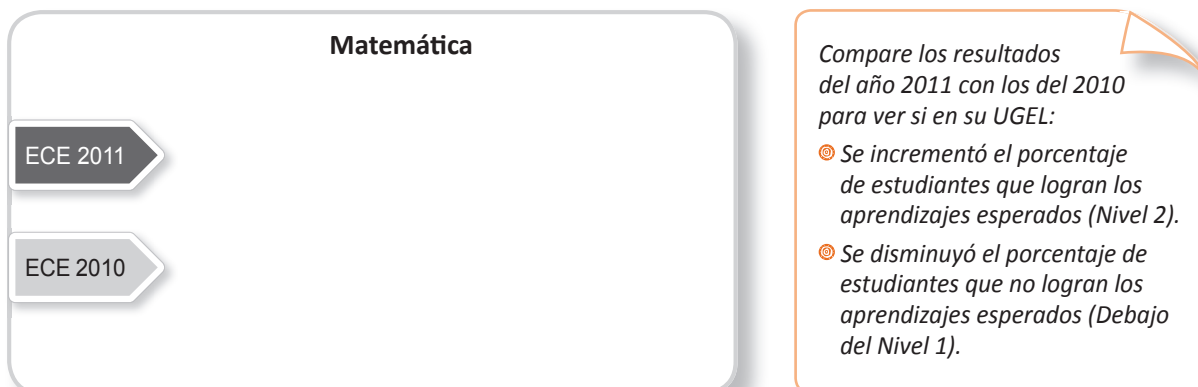 Matemática
ECE 2011
ECE 2010
Compare los resultados
del año 2011 con los del 2010
para ver si en su UGEL:
Se incrementó el porcentaje
de estudiantes que logran los
aprendizajes esperados (Nivel 2).
Se disminuyó el porcentaje de
estudiantes que no logran los
aprendizajes esperados (Debajo
del Nivel 1).